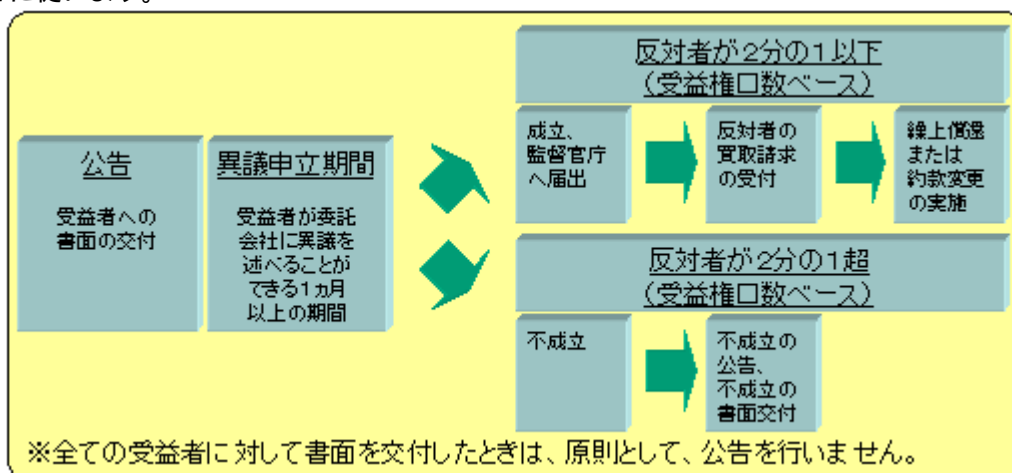 公告
受益者への
書面の交付
異議申立期間
受益者が委託
会社に異議を
述べることが
できる1ヵ月
以上の期間
反対者が2分の1以下
(受益権口数ベース)
成立、
監督官庁
へ届出
反対者の
買取請求
の受付
繰上償還
または
約款変更
の実施
反対者が2分の1超
(受益権口数ベース)
不成立
不成立の
公告、
不成立の
書面交付
※全ての受益者に対して書面を交付したときは、原則として、公告を行いません。